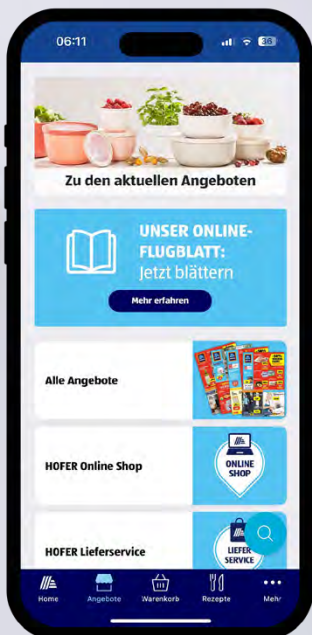 06:11
36
Zu den aktuellen Angeboten
UNSER ONLINE-
FLUGBLATT:
Jetzt blättern
Mehr erfahren
Alle Angebote
HOFER Online Shop
ONLINE
SHOP
HOFER Lieferservice
LIEFER
SERVICE
Home
Angebote
Warenkorb
Rezepte
Mehr